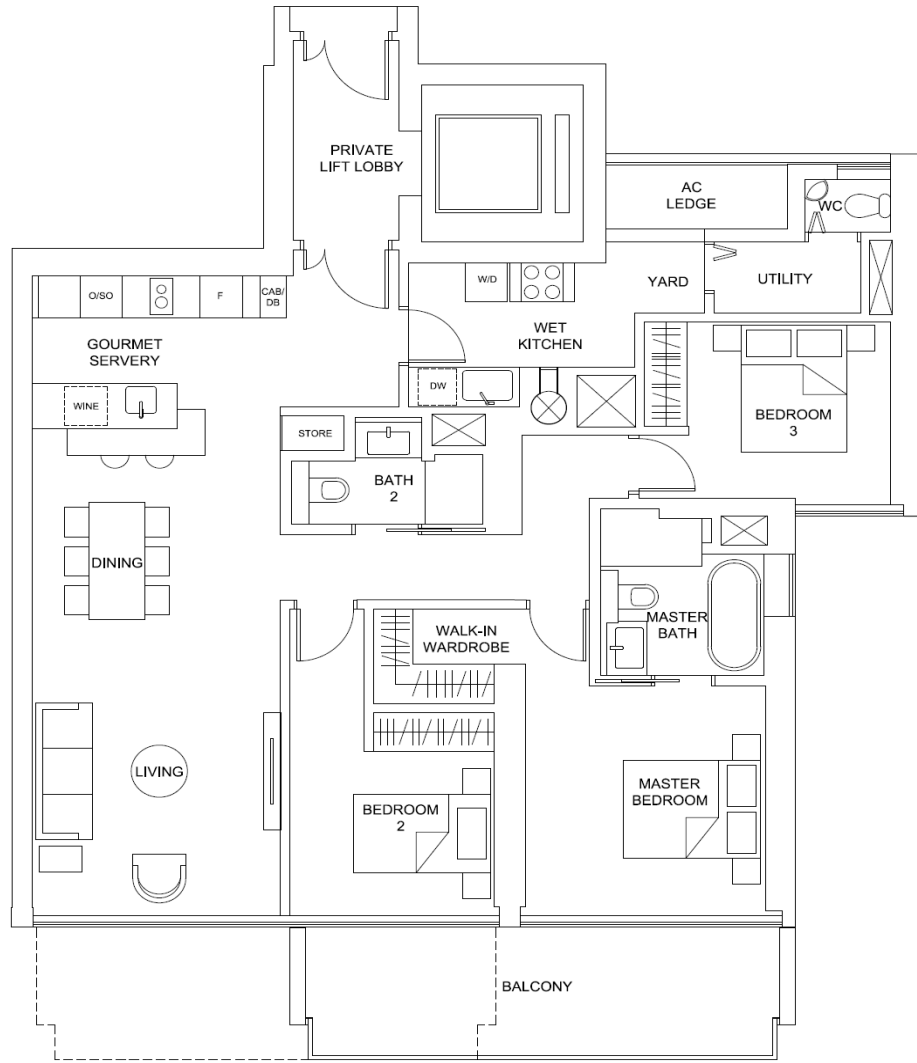 PRIVATE
LIFT LOBBY
AC
LEDGE
WC
O/SO
F
CAB/
DB
W/D
YARD
UTILITY
GOURMET
SERVERY
WET
KITCHEN
WINE
DW
BEDROOM
3
STORE
BATH
2
DINING
WALK-IN
WARDROBE
MASTER
BATH
LIVING
BEDROOM
2
MASTER
BEDROOM
BALCONY